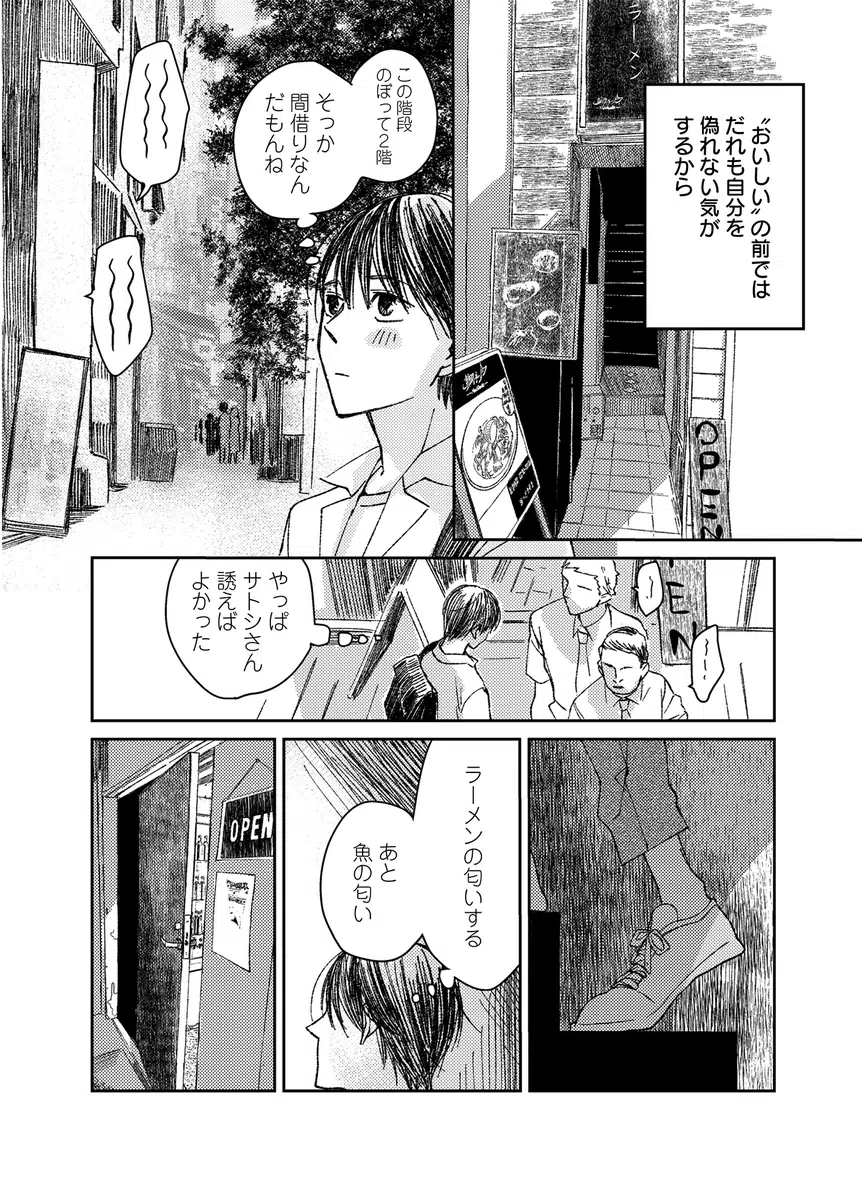 〝おいしい〟の前では
だれも自分を
偽れない気が
するから
ラーメン
OPEN
この階段
のぼって2階
そっか
間借りなん
だもんね
PEN
やっぱ
サトシさん
誘えば
よかった
ラーメンの匂いする
あと
魚の匂い
OPEN